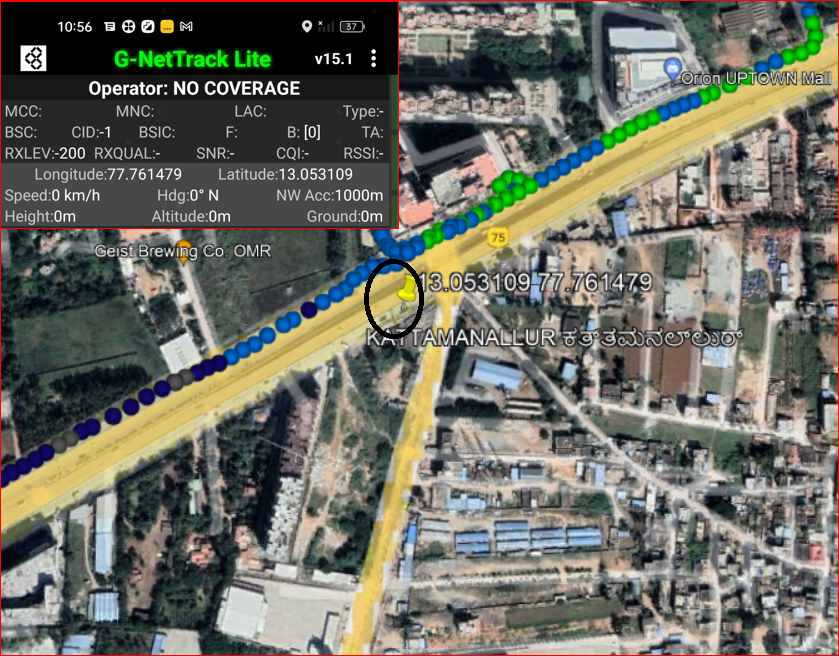 10:56
37
G-NetTrack Lite v15.1
Operator: NO COVERAGE
MCC: MNC: LAC: Type:-
BSC: CID:-1 BSIC: F: B: [0] TA:
RXLEV:-200 RXQUAL:- SNR:- CQI:- RSSI:-
Longitude:77.761479 Latitude:13.053109
Speed:0 km/h Hdg:0° N NW Acc:1000m
Height:0m Altitude:0m Ground:0m
Orion UPTOWN Mall
75
Geist Brewing Co. OMR
13.053109 77.761479
KATTAMANALLUR ಕತ್ತಮನಲ್ಲುರ್